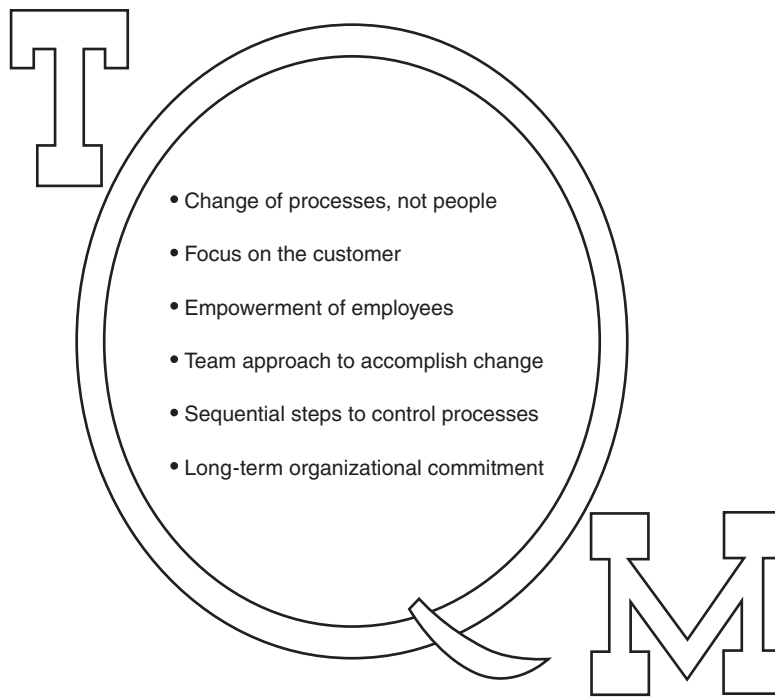 T
Q
• Change of processes, not people
• Focus on the customer
• Empowerment of employees
• Team approach to accomplish change
• Sequential steps to control processes
• Long-term organizational commitment
M